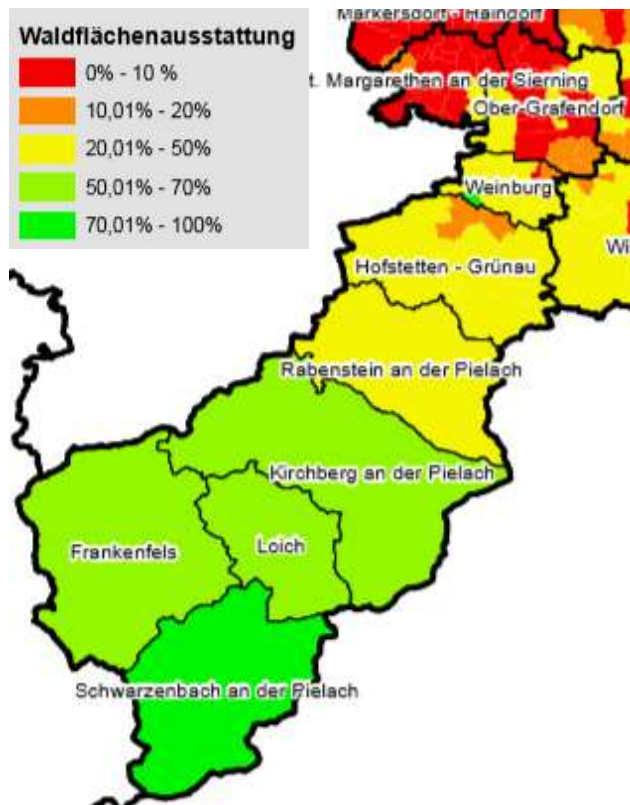 Waldflächenausstattung
0% - 10 %
10,01% - 20%
20,01% - 50%
50,01% - 70%
70,01% - 100%
Markersdorf - Haindorf
t. Margarethen an der Sierning
Ober-Grafendorf
Weinburg
Wi
Hofstetten - Grünau
Rabenstein an der Pielach
Kirchberg an der Pielach
Frankenfels
Loich
Schwarzenbach an der Pielach